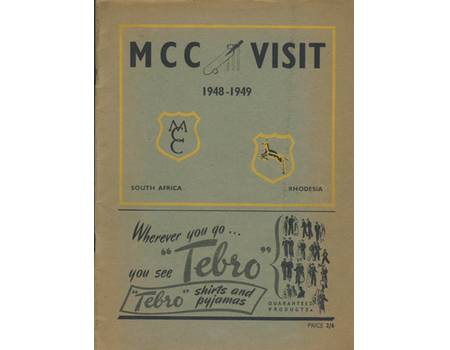 MCC VISIT
1948-1949
MCC
SOUTH AFRICA RHODESIA
Wherever you go...
you see "Tebro"
"Tebro" shirts and
pyjamas
GUARANTEED
PRODUCTS.
PRICE 2/6